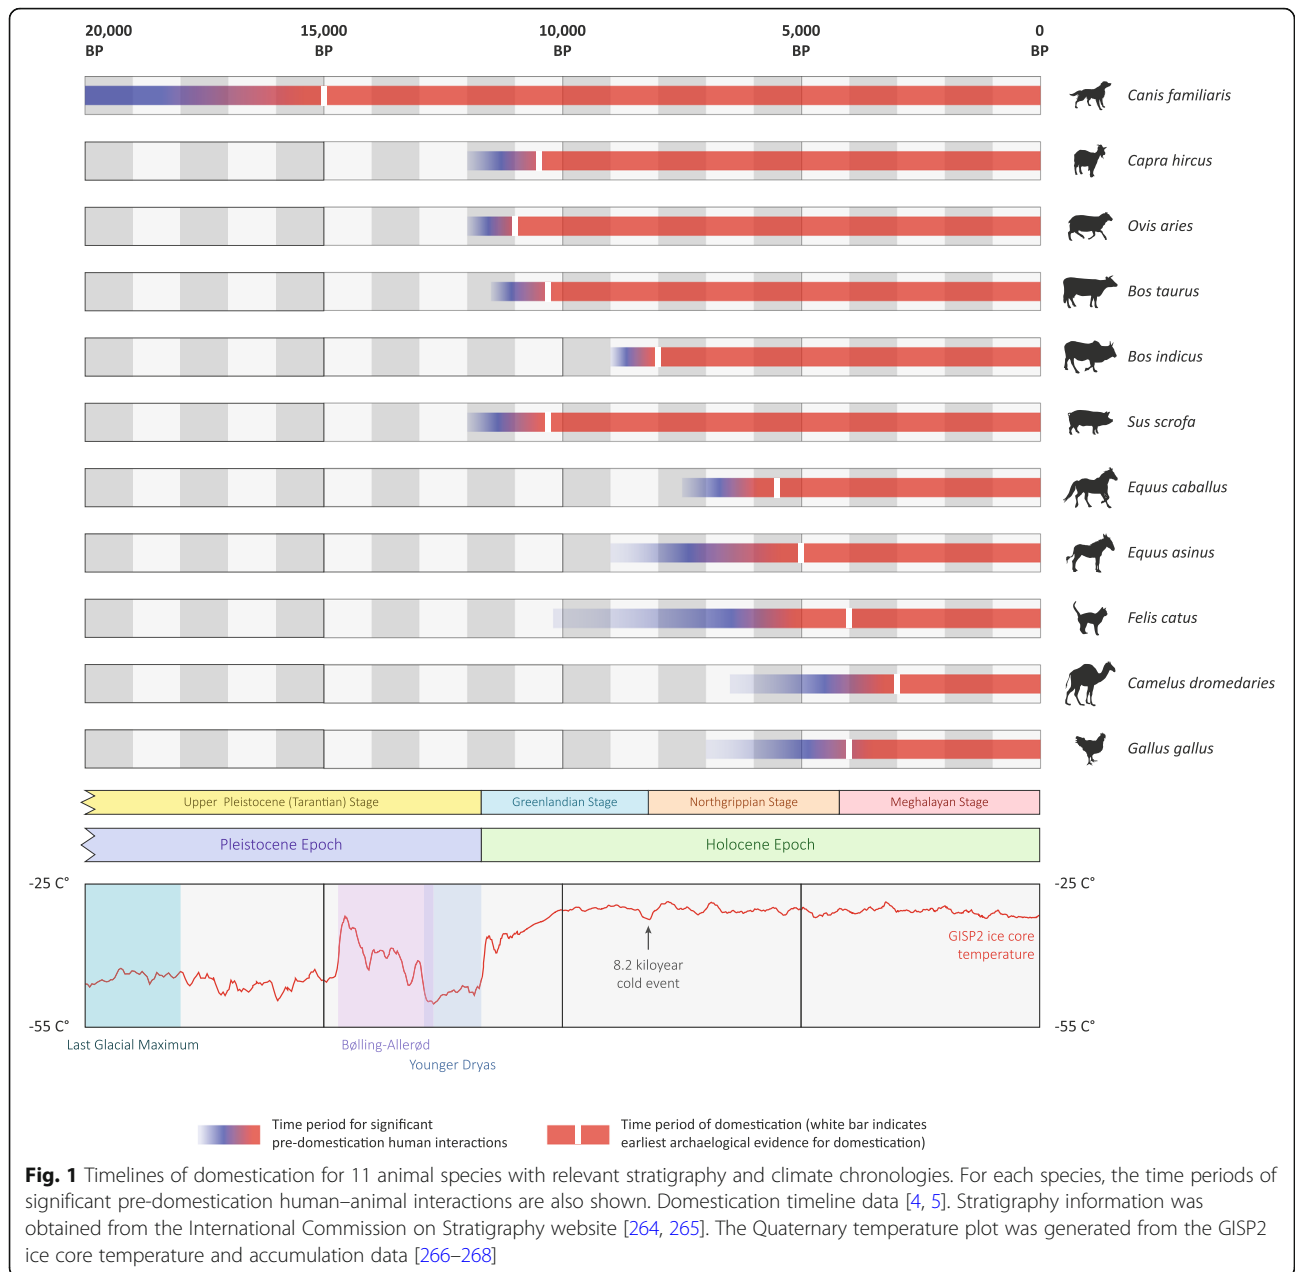 20,000 BP
15,000 BP
10,000 BP
5,000 BP
0 BP
Canis familiaris
Capra hircus
Ovis aries
Bos taurus
Bos indicus
Sus scrofa
Equus caballus
Equus asinus
Felis catus
Camelus dromedaries
Gallus gallus
Upper Pleistocene (Tarantian) Stage
Greenlandian Stage
Northgrippian Stage
Meghalayan Stage
Pleistocene Epoch
Holocene Epoch
-25 C°
-25 C°
GISP2 ice core
temperature
8.2 kiloyear
cold event
-55 C°
-55 C°
Last Glacial Maximum
Bølling-Allerød
Younger Dryas
Time period for significant
pre-domestication human interactions
Time period of domestication (white bar indicates
earliest archaelogical evidence for domestication)
Fig. 1 Timelines of domestication for 11 animal species with relevant stratigraphy and climate chronologies. For each species, the time periods of
significant pre-domestication human–animal interactions are also shown. Domestication timeline data [4, 5]. Stratigraphy information was
obtained from the International Commission on Stratigraphy website [264, 265]. The Quaternary temperature plot was generated from the GISP2
ice core temperature and accumulation data [266–268]